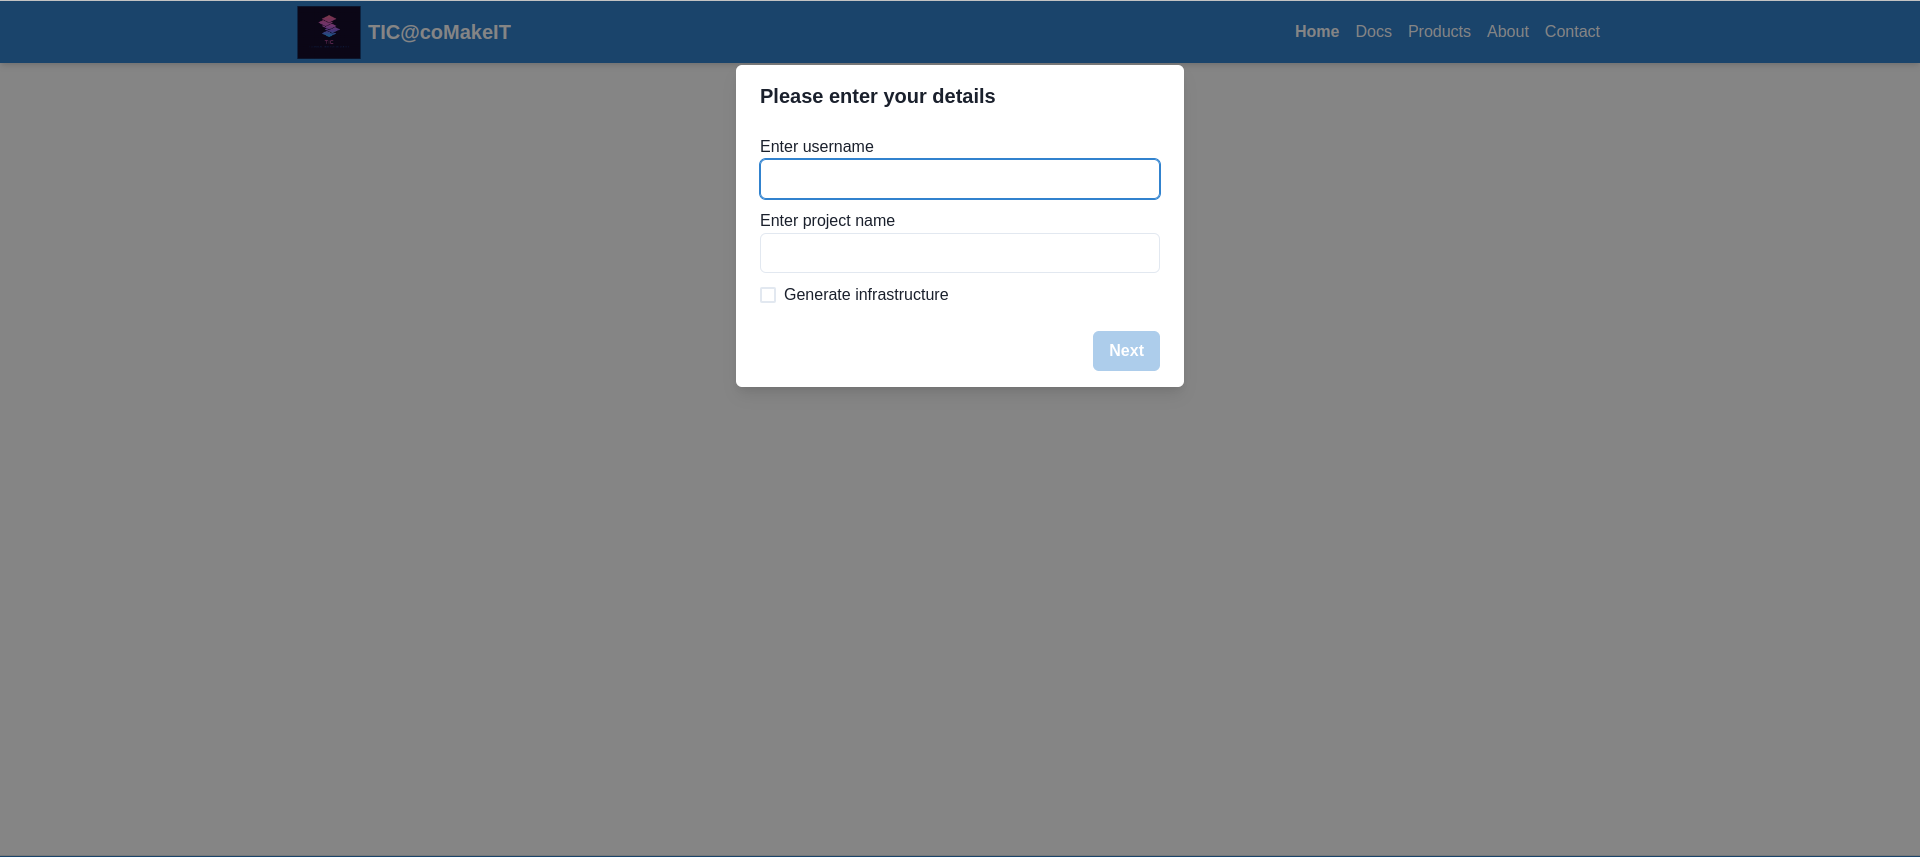 TIC
TIC@coMakeIT
Home Docs Products About Contact
Please enter your details
Enter username
Enter project name
Generate infrastructure
Next